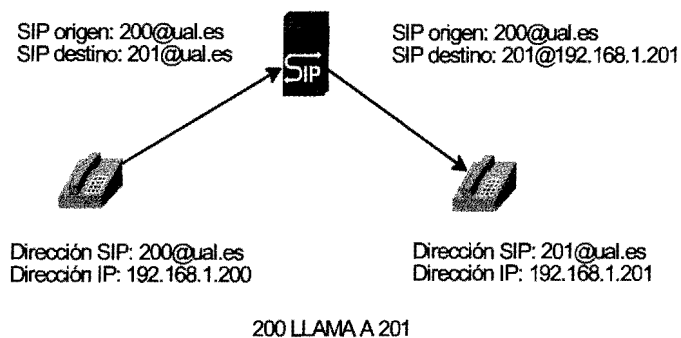 SIP origen: 200@ual.es
SIP destino: 201@ual.es
SIP
SIP origen: 200@ual.es
SIP destino: 201@192.168.1.201
Dirección SIP: 200@ual.es
Dirección IP: 192.168.1.200
Dirección SIP: 201@ual.es
Dirección IP: 192.168.1.201
200 LLAMA A 201